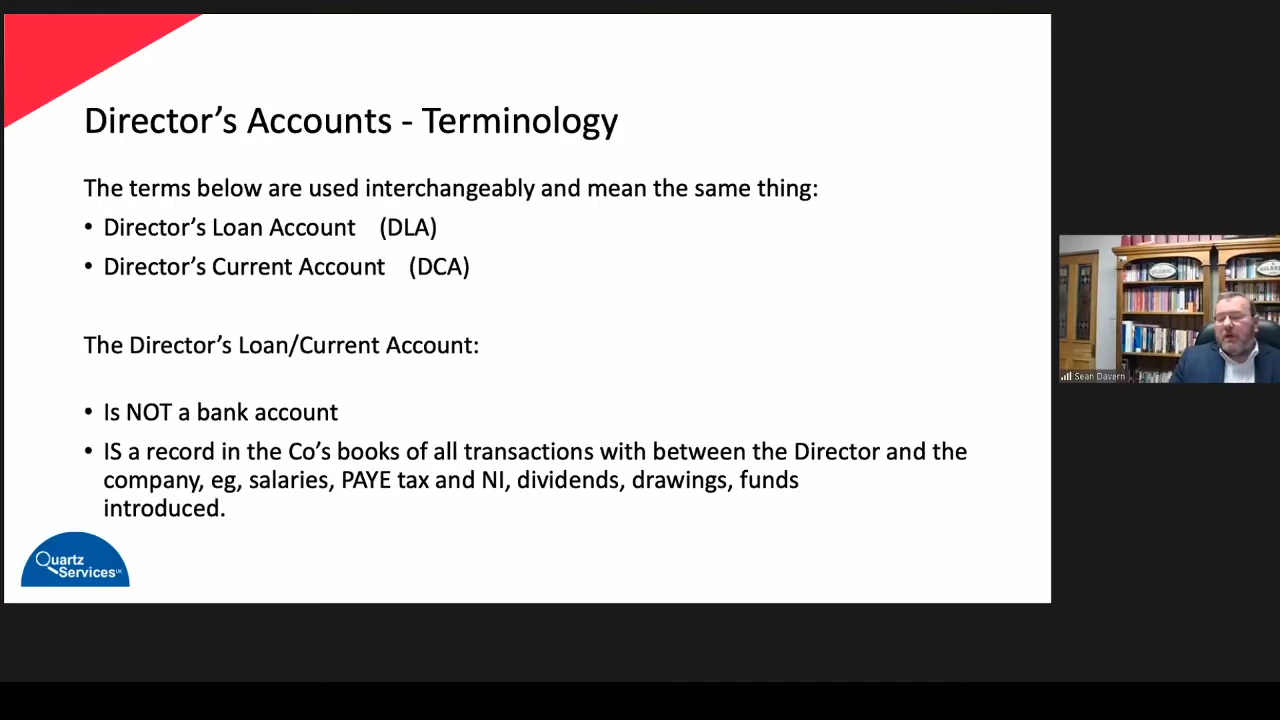 Director's Accounts - Terminology
The terms below are used interchangeably and mean the same thing:
• Director's Loan Account (DLA)
• Director's Current Account (DCA)
The Director's Loan/Current Account:
• Is NOT a bank account
• IS a record in the Co's books of all transactions with between the Director and the
company, eg, salaries, PAYE tax and NI, dividends, drawings, funds
introduced.
Quartz
Services UK
Sean Davern